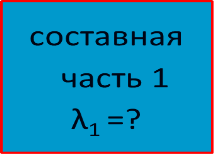 составная
часть 1
λ₁ =?